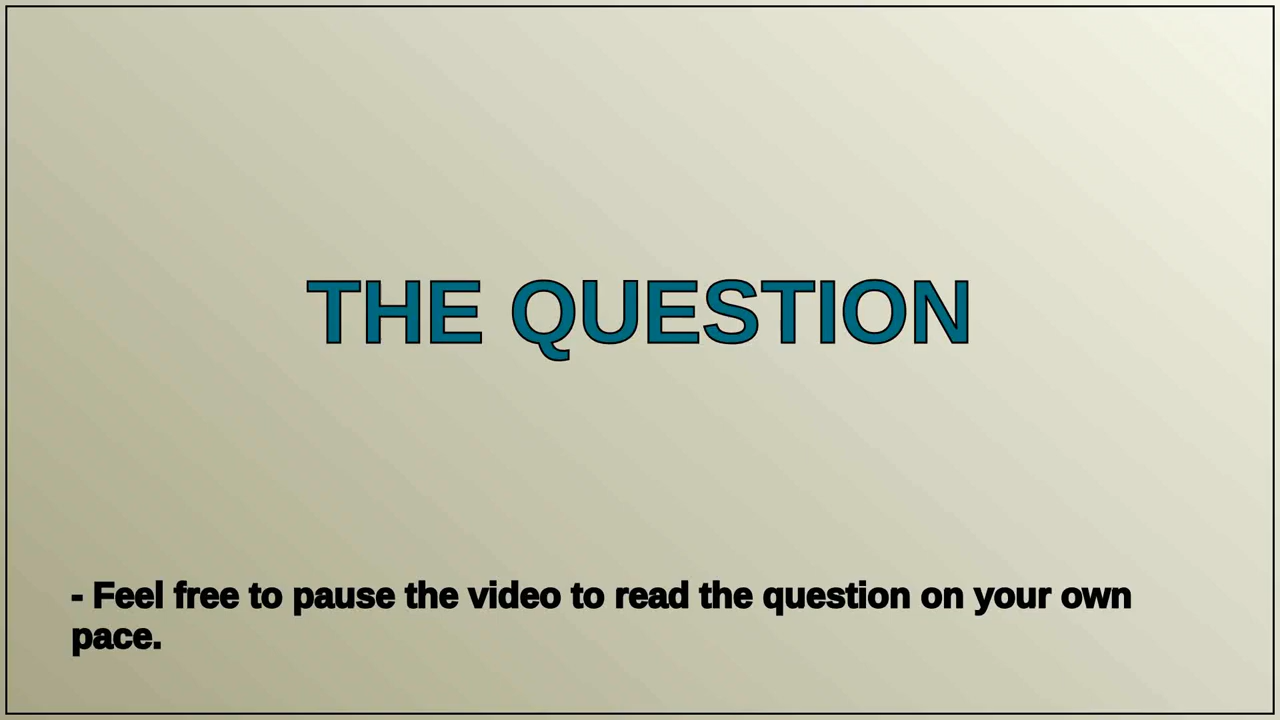 THE QUESTION
- Feel free to pause the video to read the question on your own
pace.